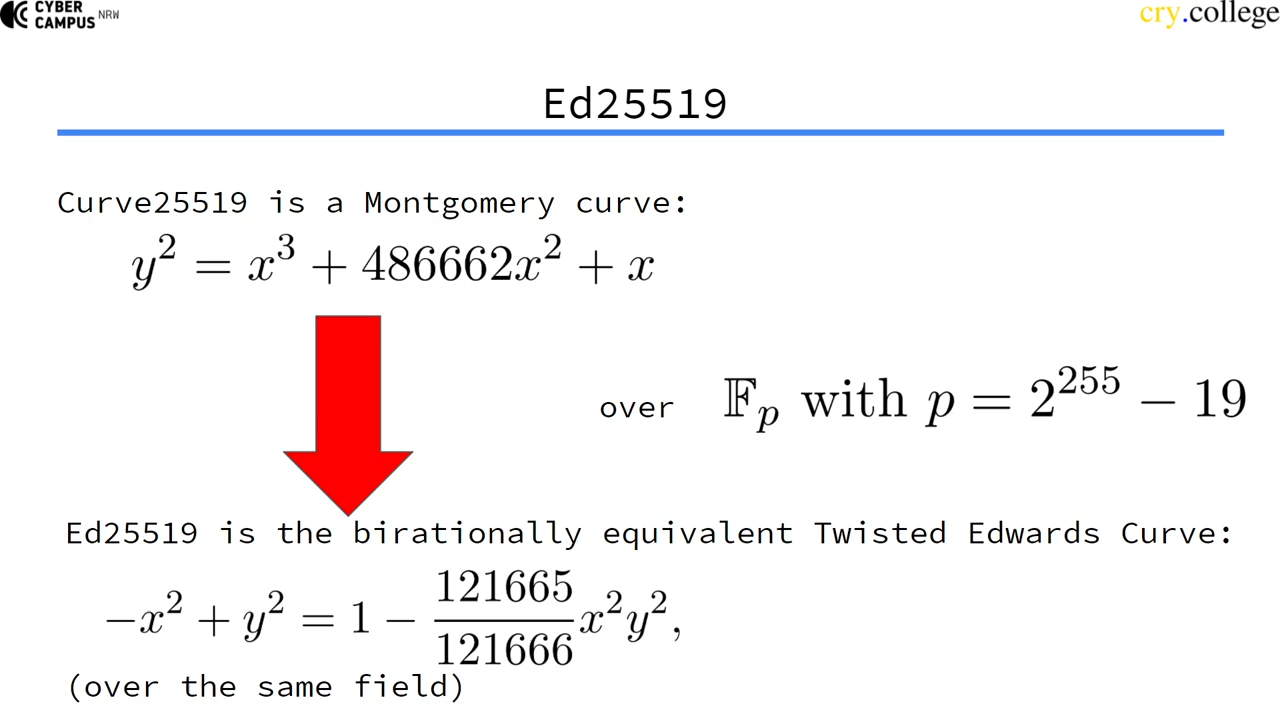 CYBER
CAMPUS NRW
cry.college
Ed25519
Curve25519 is a Montgomery curve:
y² = x³ + 486662x² + x
over 𝔽ₚ with p = 2²⁵⁵ − 19
Ed25519 is the birationally equivalent Twisted Edwards Curve:
−x² + y² = 1 − \frac{121665}{121666}x²y²,
(over the same field)